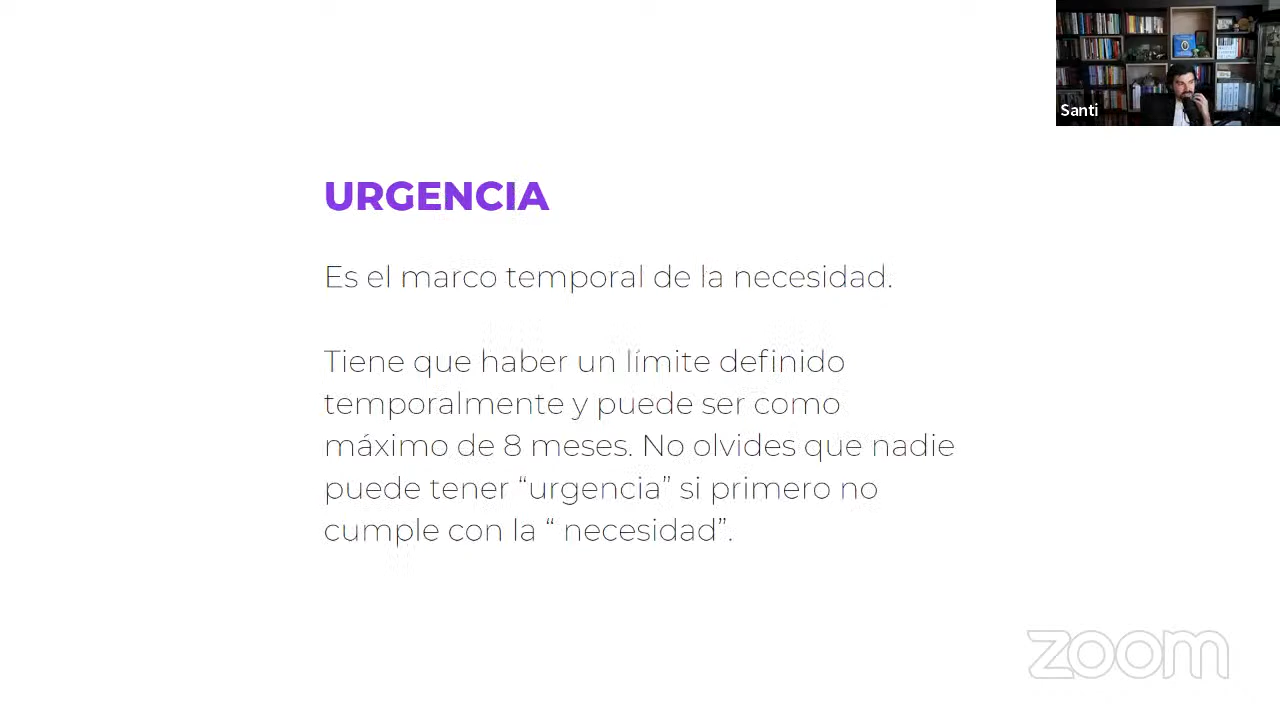 Santi
URGENCIA
Es el marco temporal de la necesidad.
Tiene que haber un límite definido
temporalmente y puede ser como
máximo de 8 meses. No olvides que nadie
puede tener “urgencia” si primero no
cumple con la “ necesidad”.
zoom